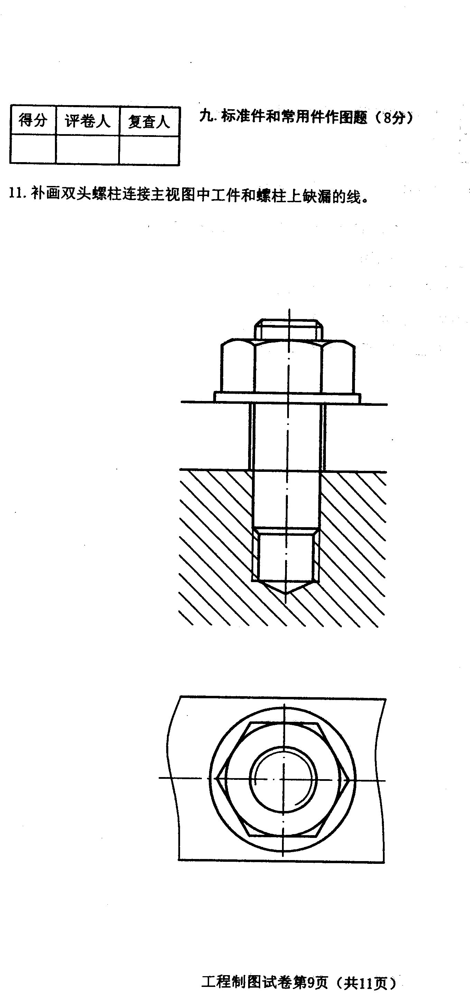 得分 评卷人 复查人
九. 标准件和常用件作图题（8分）
11. 补画双头螺柱连接主视图中工件和螺柱上缺漏的线。
工程制图试卷第9页（共11页）